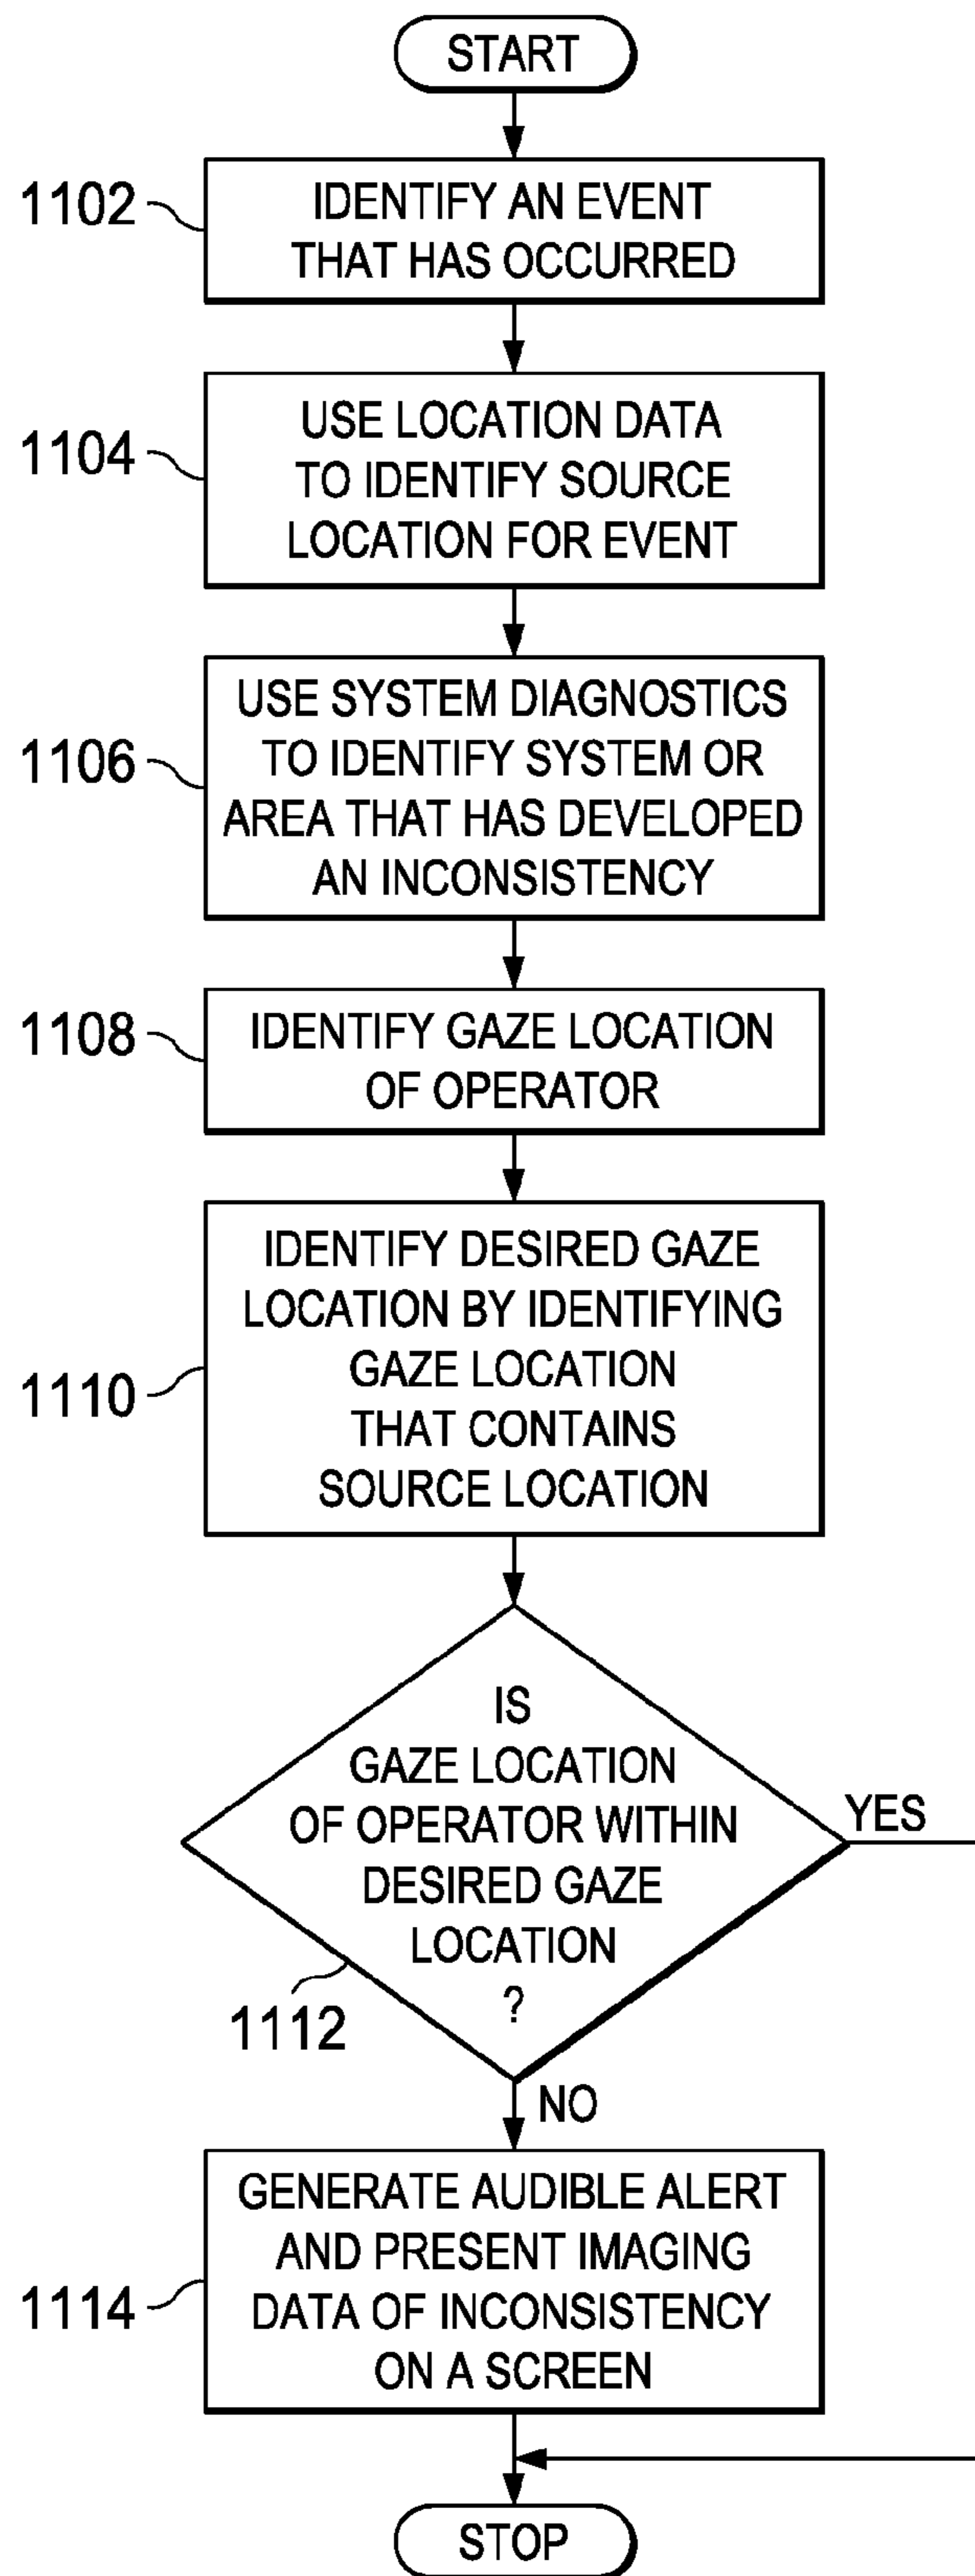 START
1102
IDENTIFY AN EVENT
THAT HAS OCCURRED
1104
USE LOCATION DATA
TO IDENTIFY SOURCE
LOCATION FOR EVENT
1106
USE SYSTEM DIAGNOSTICS
TO IDENTIFY SYSTEM OR
AREA THAT HAS DEVELOPED
AN INCONSISTENCY
1108
IDENTIFY GAZE LOCATION
OF OPERATOR
1110
IDENTIFY DESIRED GAZE
LOCATION BY IDENTIFYING
GAZE LOCATION
THAT CONTAINS
SOURCE LOCATION
IS
GAZE LOCATION
OF OPERATOR WITHIN
DESIRED GAZE
LOCATION
?
YES
1112
NO
1114
GENERATE AUDIBLE ALERT
AND PRESENT IMAGING
DATA OF INCONSISTENCY
ON A SCREEN
STOP